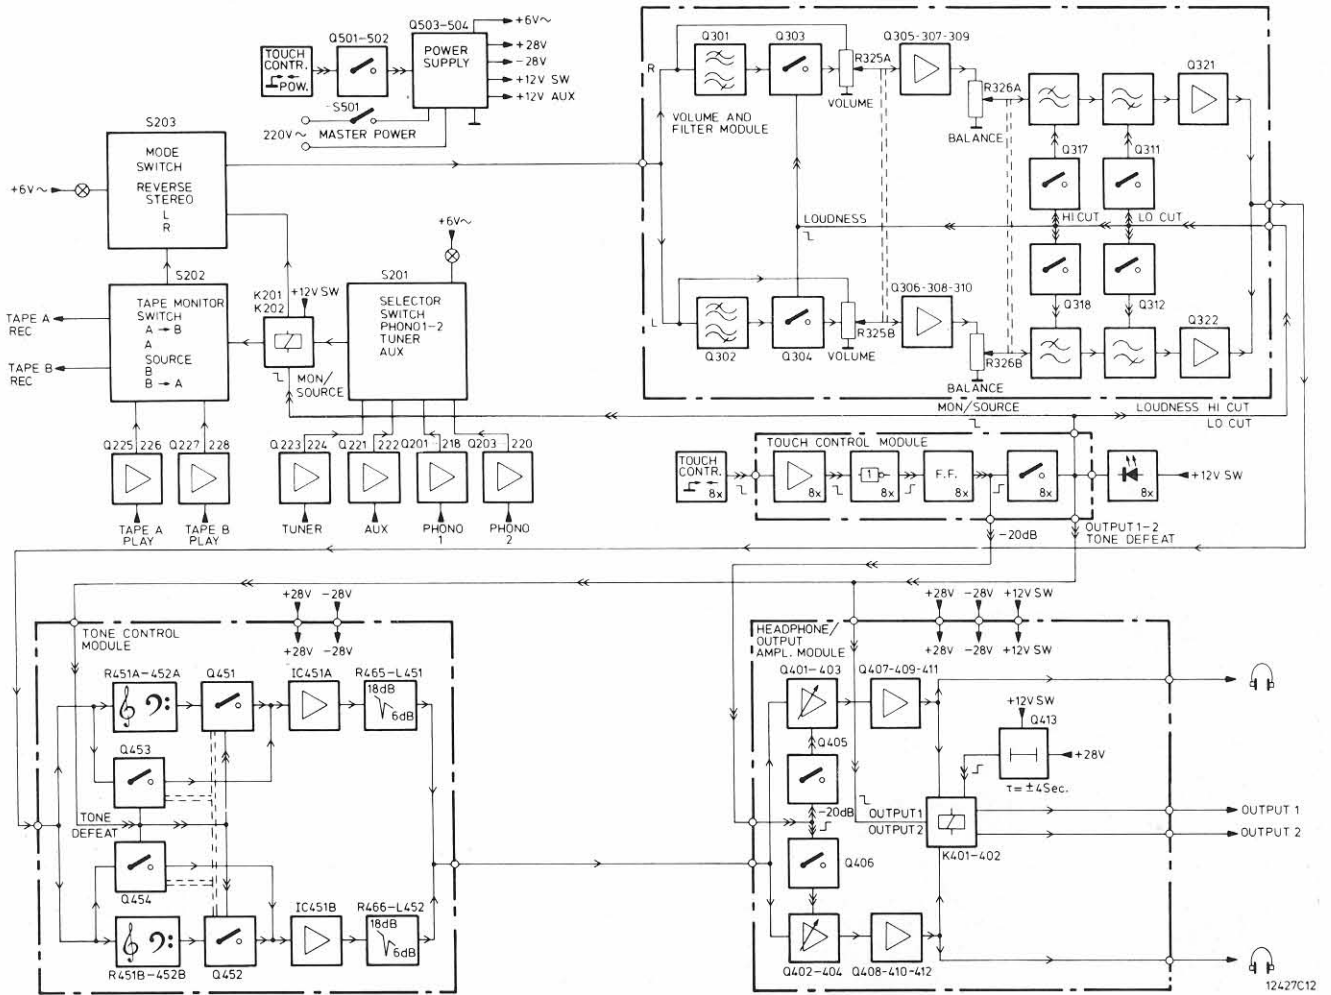 TOUCH
CONTR.
POW.
Q501-502
Q503-504
POWER
SUPPLY
+6V~
+28V
-28V
+12V SW
+12V AUX
S501
220V~
MASTER POWER
S203
MODE
SWITCH
REVERSE
STEREO
L
R
+6V~
S202
TAPE MONITOR
SWITCH
A → B
A
SOURCE
B
B → A
TAPE A
REC
TAPE B
REC
K201
K202
+12V SW
MON/
SOURCE
+6V~
S201
SELECTOR
SWITCH
PHONO1-2
TUNER
AUX
Q225 226
Q227 228
Q223 224
Q221 222
Q201 218
Q203 220
TAPE A
PLAY
TAPE B
PLAY
TUNER
AUX
PHONO
1
PHONO
2
R
Q301
Q303
R325A
VOLUME
Q305-307-309
R326A
BALANCE
Q321
VOLUME AND
FILTER MODULE
Q317
Q311
LOUDNESS
HI CUT
LO CUT
L
Q302
Q304
R325B
VOLUME
Q306-308-310
R326B
BALANCE
Q318
Q312
Q322
MON/SOURCE
LOUDNESS HI CUT
LO CUT
TOUCH CONTROL MODULE
TOUCH
CONTR.
8x
8x
1
8x
F.F.
8x
8x
8x
+12V SW
-20dB
OUTPUT 1-2
TONE DEFEAT
TONE CONTROL
MODULE
+28V -28V
+28V -28V
R451A-452A
Q451
IC451A
R465-L451
18dB
6dB
Q453
TONE
DEFEAT
Q454
R451B-452B
Q452
IC451B
R466-L452
18dB
6dB
HEADPHONE/
OUTPUT
AMPL. MODULE
+28V -28V +12V SW
+28V -28V +12V SW
Q401-403
Q407-409-411
+12V SW
Q413
+28V
τ = ±4Sec.
Q405
-20dB
OUTPUT1
OUTPUT2
K401-402
OUTPUT 1
OUTPUT 2
Q406
Q402-404
Q408-410-412
12427C12